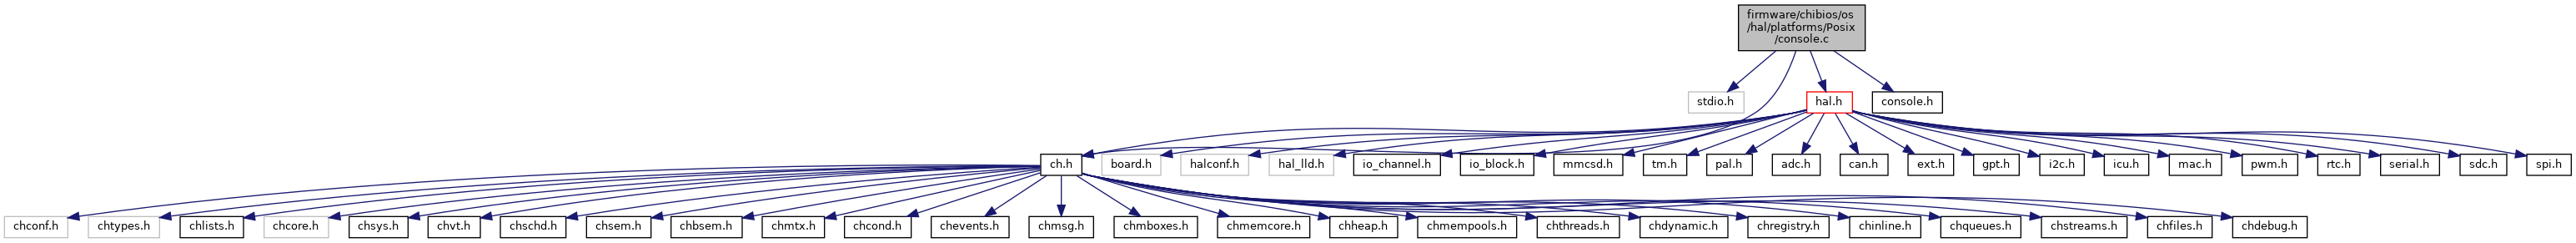 firmware/chibios/os
/hal/platforms/Posix
/console.c
stdio.h
hal.h
console.h
ch.h
board.h
halconf.h
hal_lld.h
io_channel.h
io_block.h
mmcsd.h
tm.h
pal.h
adc.h
can.h
ext.h
gpt.h
i2c.h
icu.h
mac.h
pwm.h
rtc.h
serial.h
sdc.h
spi.h
chconf.h
chtypes.h
chlists.h
chcore.h
chsys.h
chvt.h
chschd.h
chsem.h
chbsem.h
chmtx.h
chcond.h
chevents.h
chmsg.h
chmboxes.h
chmemcore.h
chheap.h
chmempools.h
chthreads.h
chdynamic.h
chregistry.h
chinline.h
chqueues.h
chstreams.h
chfiles.h
chdebug.h